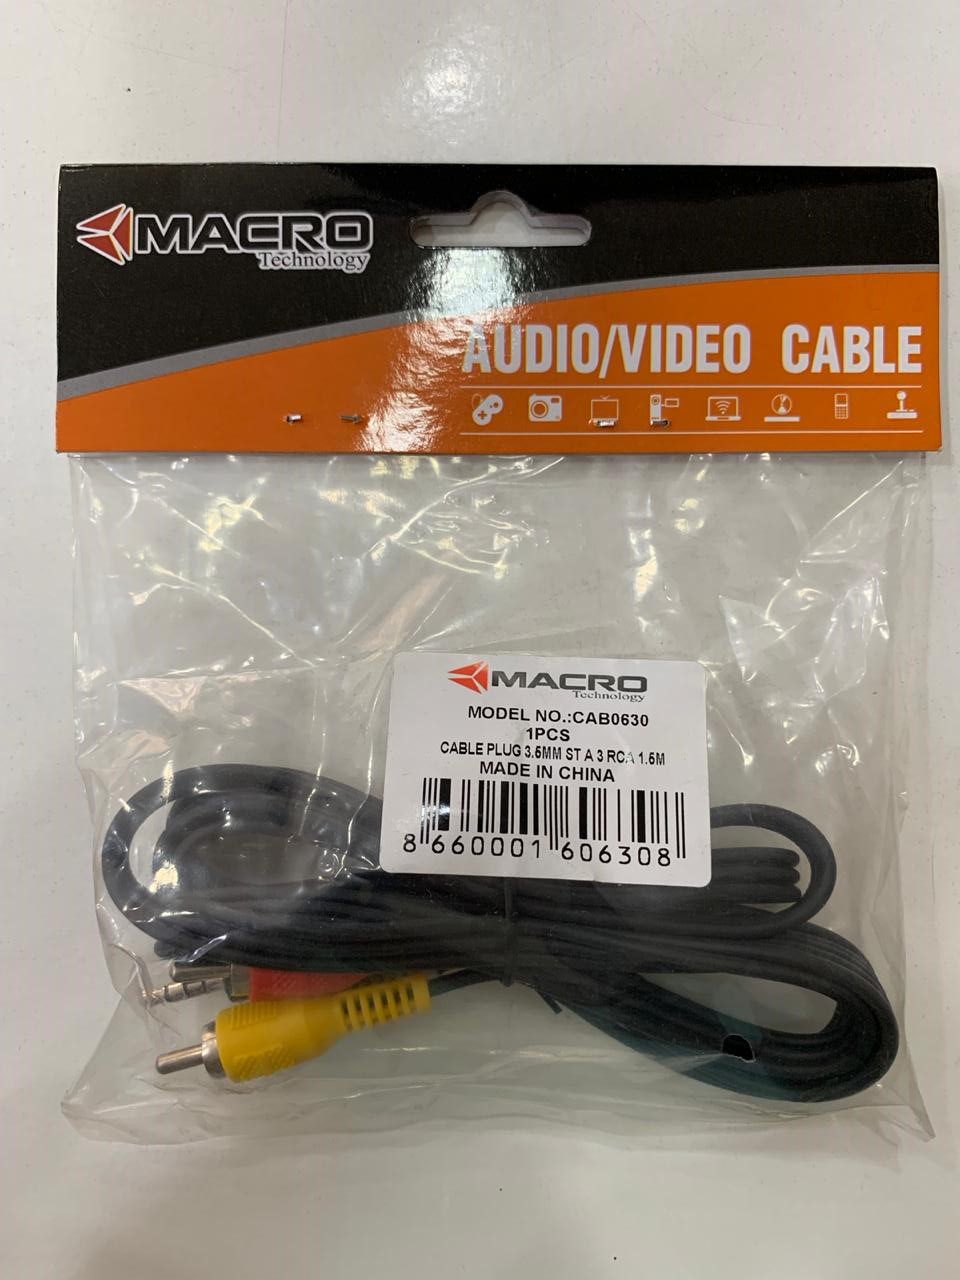 MACRO
Technology
AUDIO/VIDEO CABLE
MACRO
Technology
MODEL NO.:CAB0630
1PCS
CABLE PLUG 3.5MM ST A 3 RCA 1.5M
MADE IN CHINA
8 660001 606308